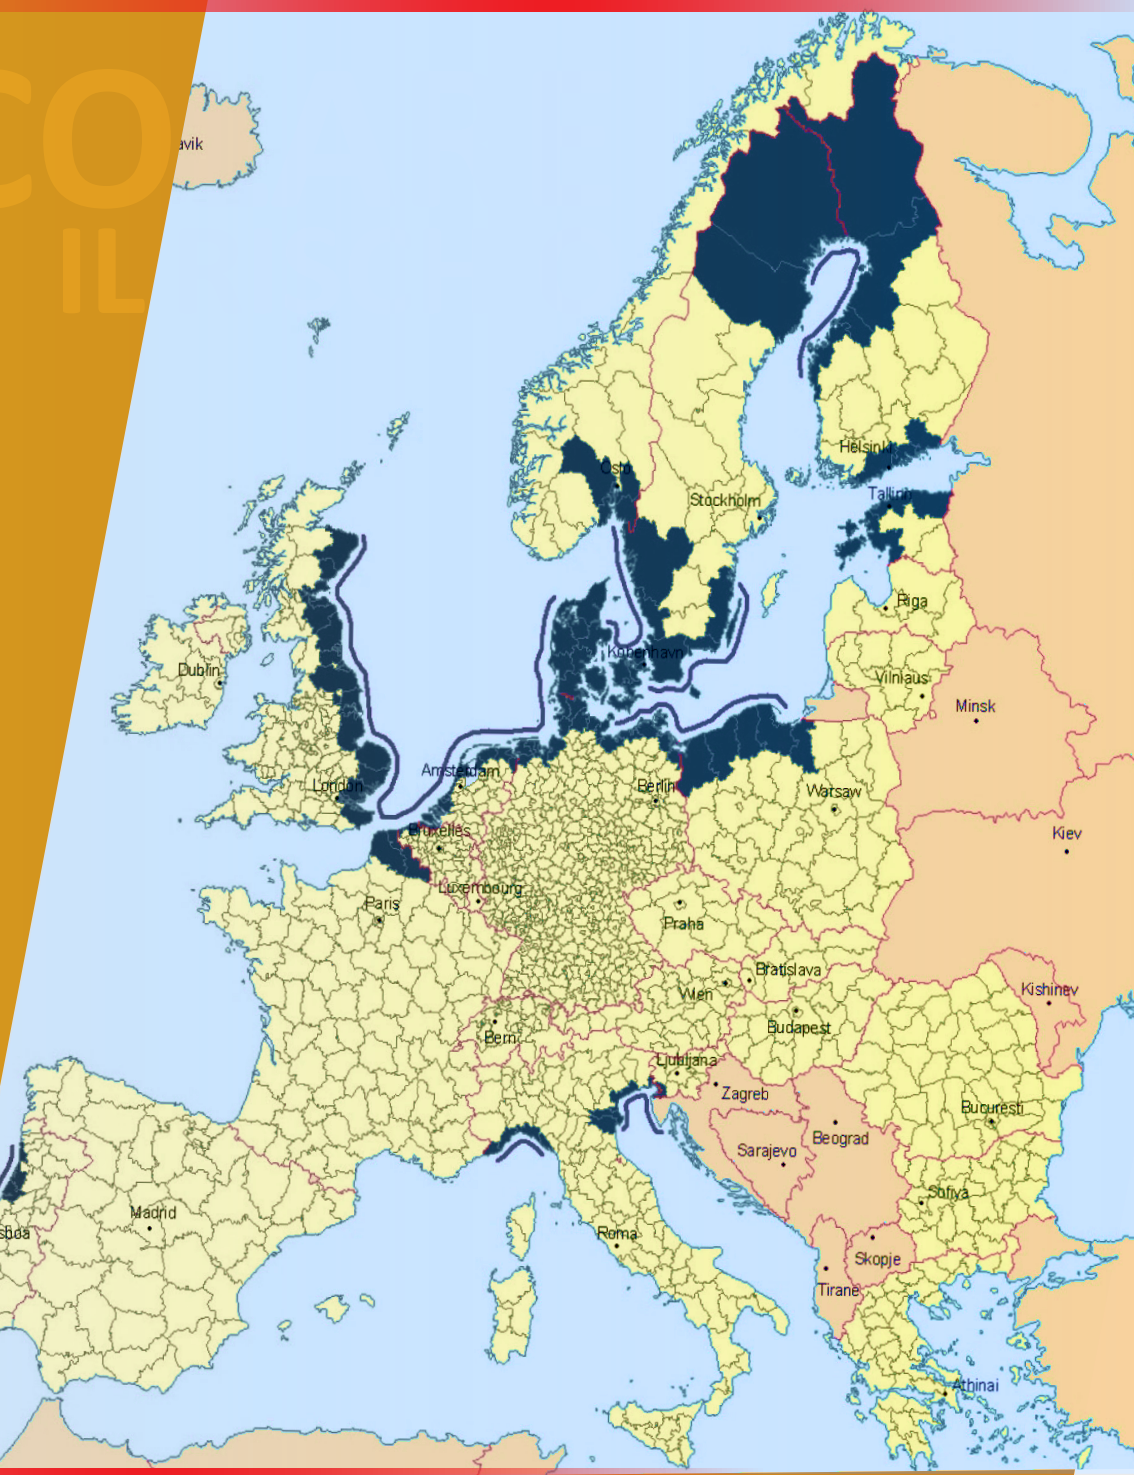 CO
IL
avik
Oslo
Helsinki
Stockholm
Tallinn
Riga
Dublin
København
Vilniaus
Minsk
Amsterdam
London
Berlin
Warsaw
Bruxelles
Kiev
Luxembourg
Paris
Praha
Bratislava
Wien
Kishinev
Budapest
Bern
Ljubljana
Zagreb
Bucuresti
Beograd
Sarajevo
Sofiya
Madrid
sboa
Roma
Skopje
Tirane
Athinai